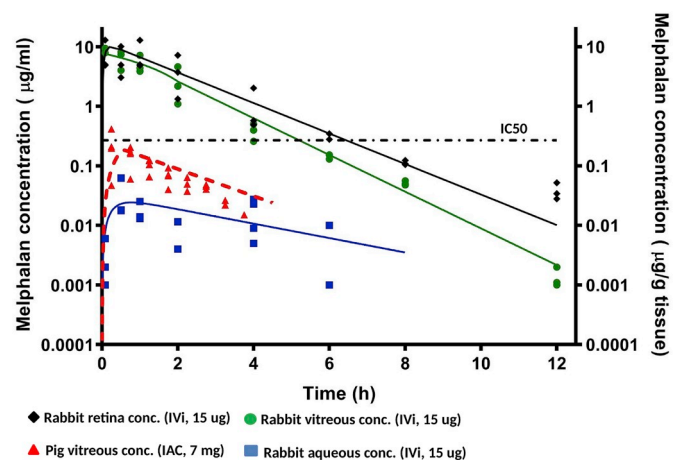 Melphalan concentration ( µg/ml)
10
1
0.1
0.01
0.001
0.0001
IC50
10
1
0.1
0.01
0.001
0.0001
Melphalan concentration ( µg/g tissue)
0 2 4 6 8 10 12
Time (h)
Rabbit retina conc. (IVi, 15 ug) Rabbit vitreous conc. (IVi, 15 ug)
Pig vitreous conc. (IAC, 7 mg) Rabbit aqueous conc. (IVi, 15 ug)